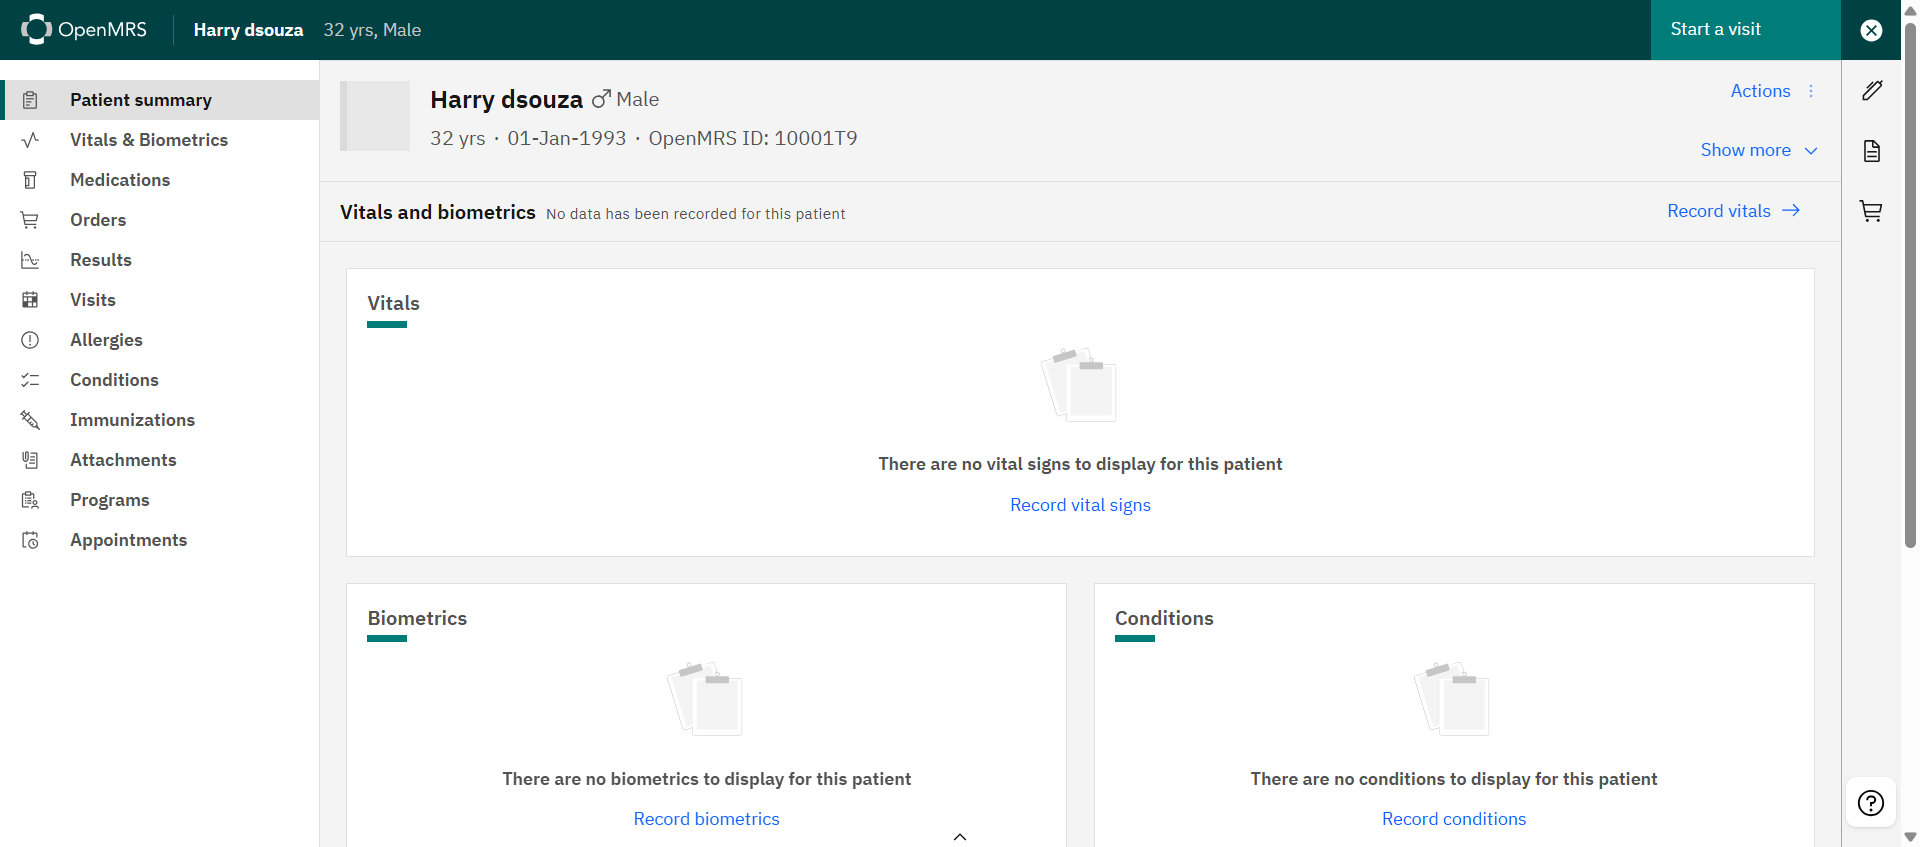 OpenMRS
Harry dsouza
32 yrs, Male
Start a visit
Patient summary
Vitals & Biometrics
Medications
Orders
Results
Visits
Allergies
Conditions
Immunizations
Attachments
Programs
Appointments
Harry dsouza Male
32 yrs · 01-Jan-1993 · OpenMRS ID: 10001T9
Actions
Show more
Vitals and biometrics No data has been recorded for this patient
Record vitals
Vitals
There are no vital signs to display for this patient
Record vital signs
Biometrics
There are no biometrics to display for this patient
Record biometrics
Conditions
There are no conditions to display for this patient
Record conditions